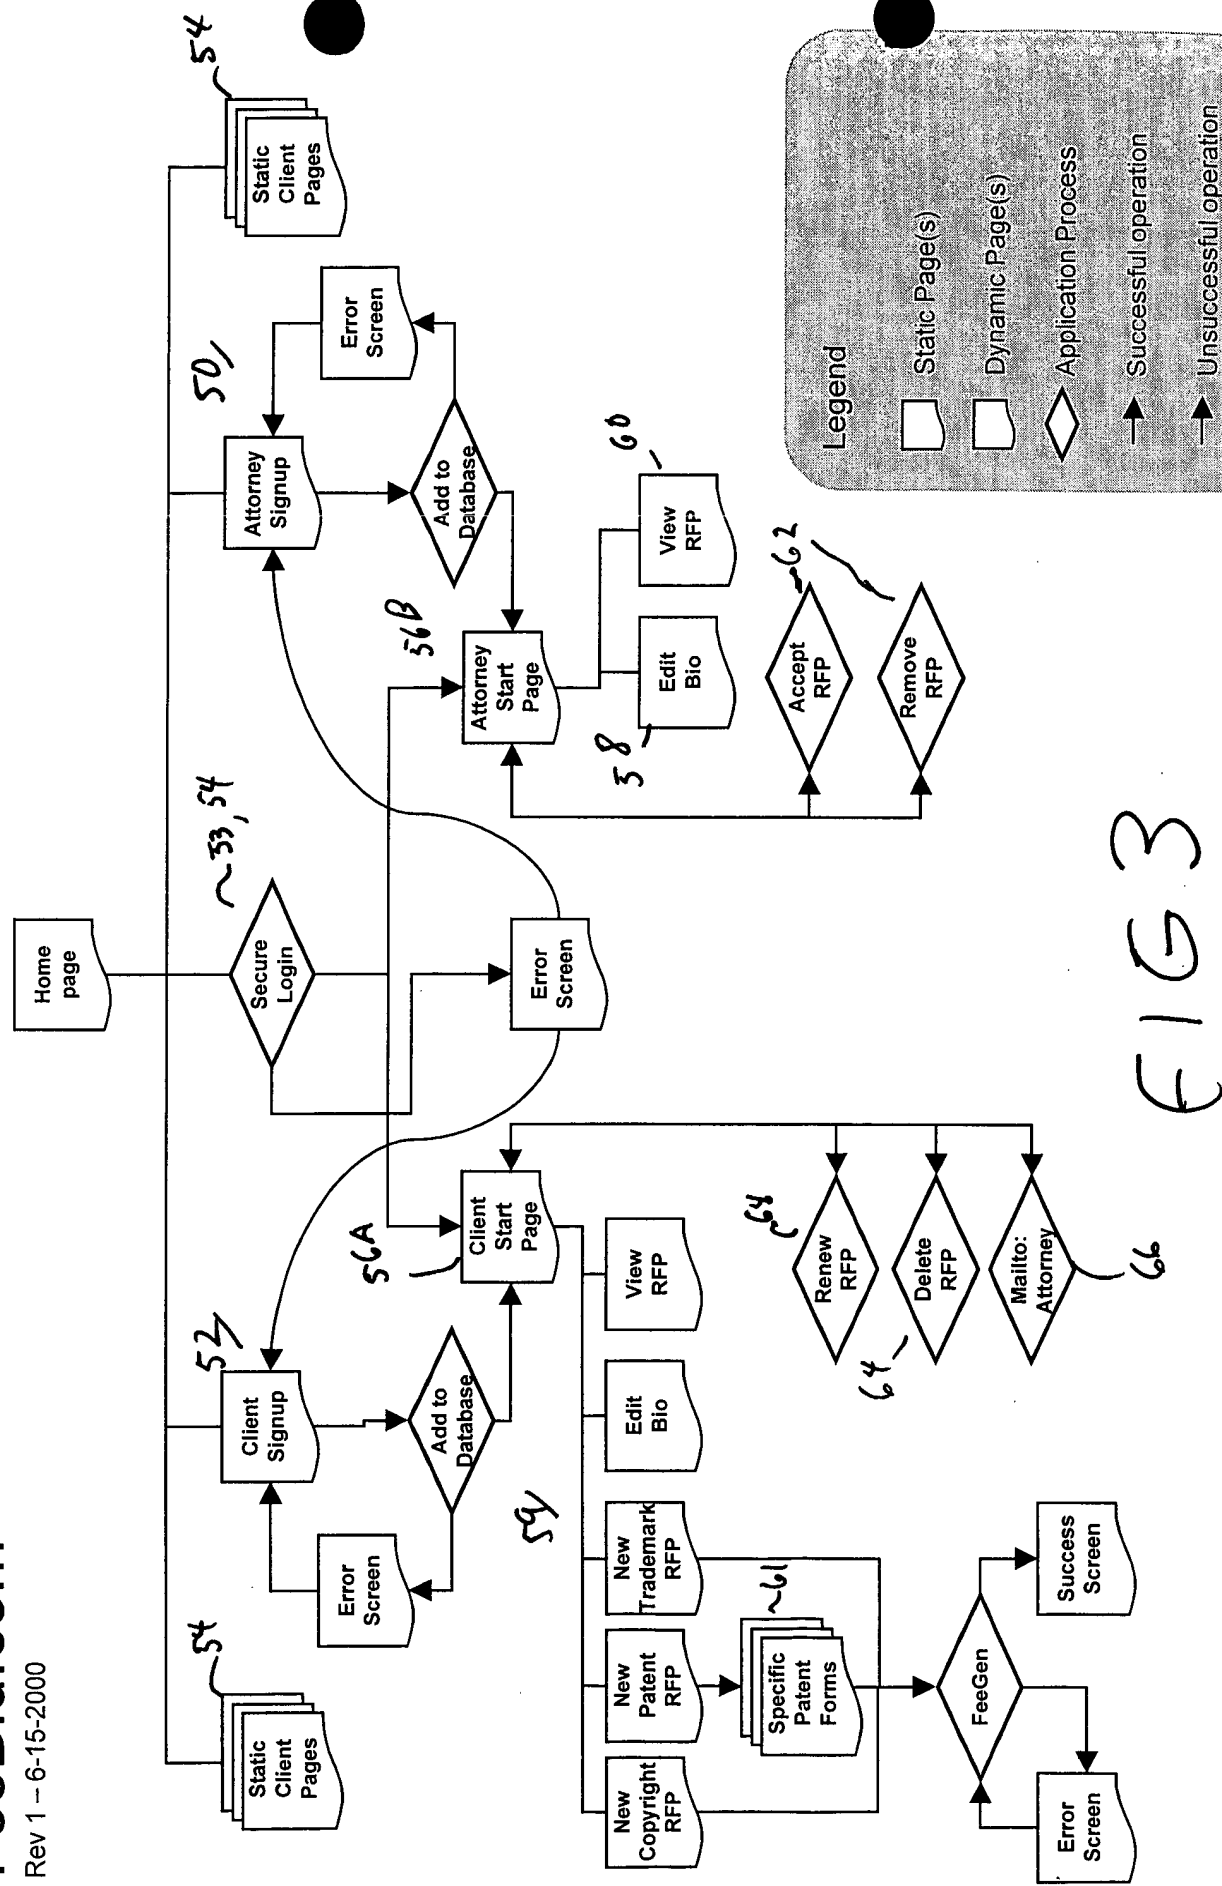 Rev 1 – 6-15-2000
Home
page
Static
Client
Pages
54
Client
Signup
52
Secure
Login
~33, 54
Attorney
Signup
50
Static
Client
Pages
54
Error
Screen
Add to
Database
Error
Screen
Add to
Database
56A
Client
Start
Page
Error
Screen
56B
Attorney
Start
Page
59
New
Copyright
RFP
New
Patent
RFP
New
Trademark
RFP
Edit
Bio
View
RFP
58
Edit
Bio
View
RFP
60
Specific
Patent
Forms
~61
Renew
RFP
Accept
RFP
62
64
Delete
RFP
Remove
RFP
FeeGen
Mailto:
Attorney
66
Error
Screen
Success
Screen
Legend
Static Page(s)
Dynamic Page(s)
Application Process
Successful operation
Unsuccessful operation
FIG 3